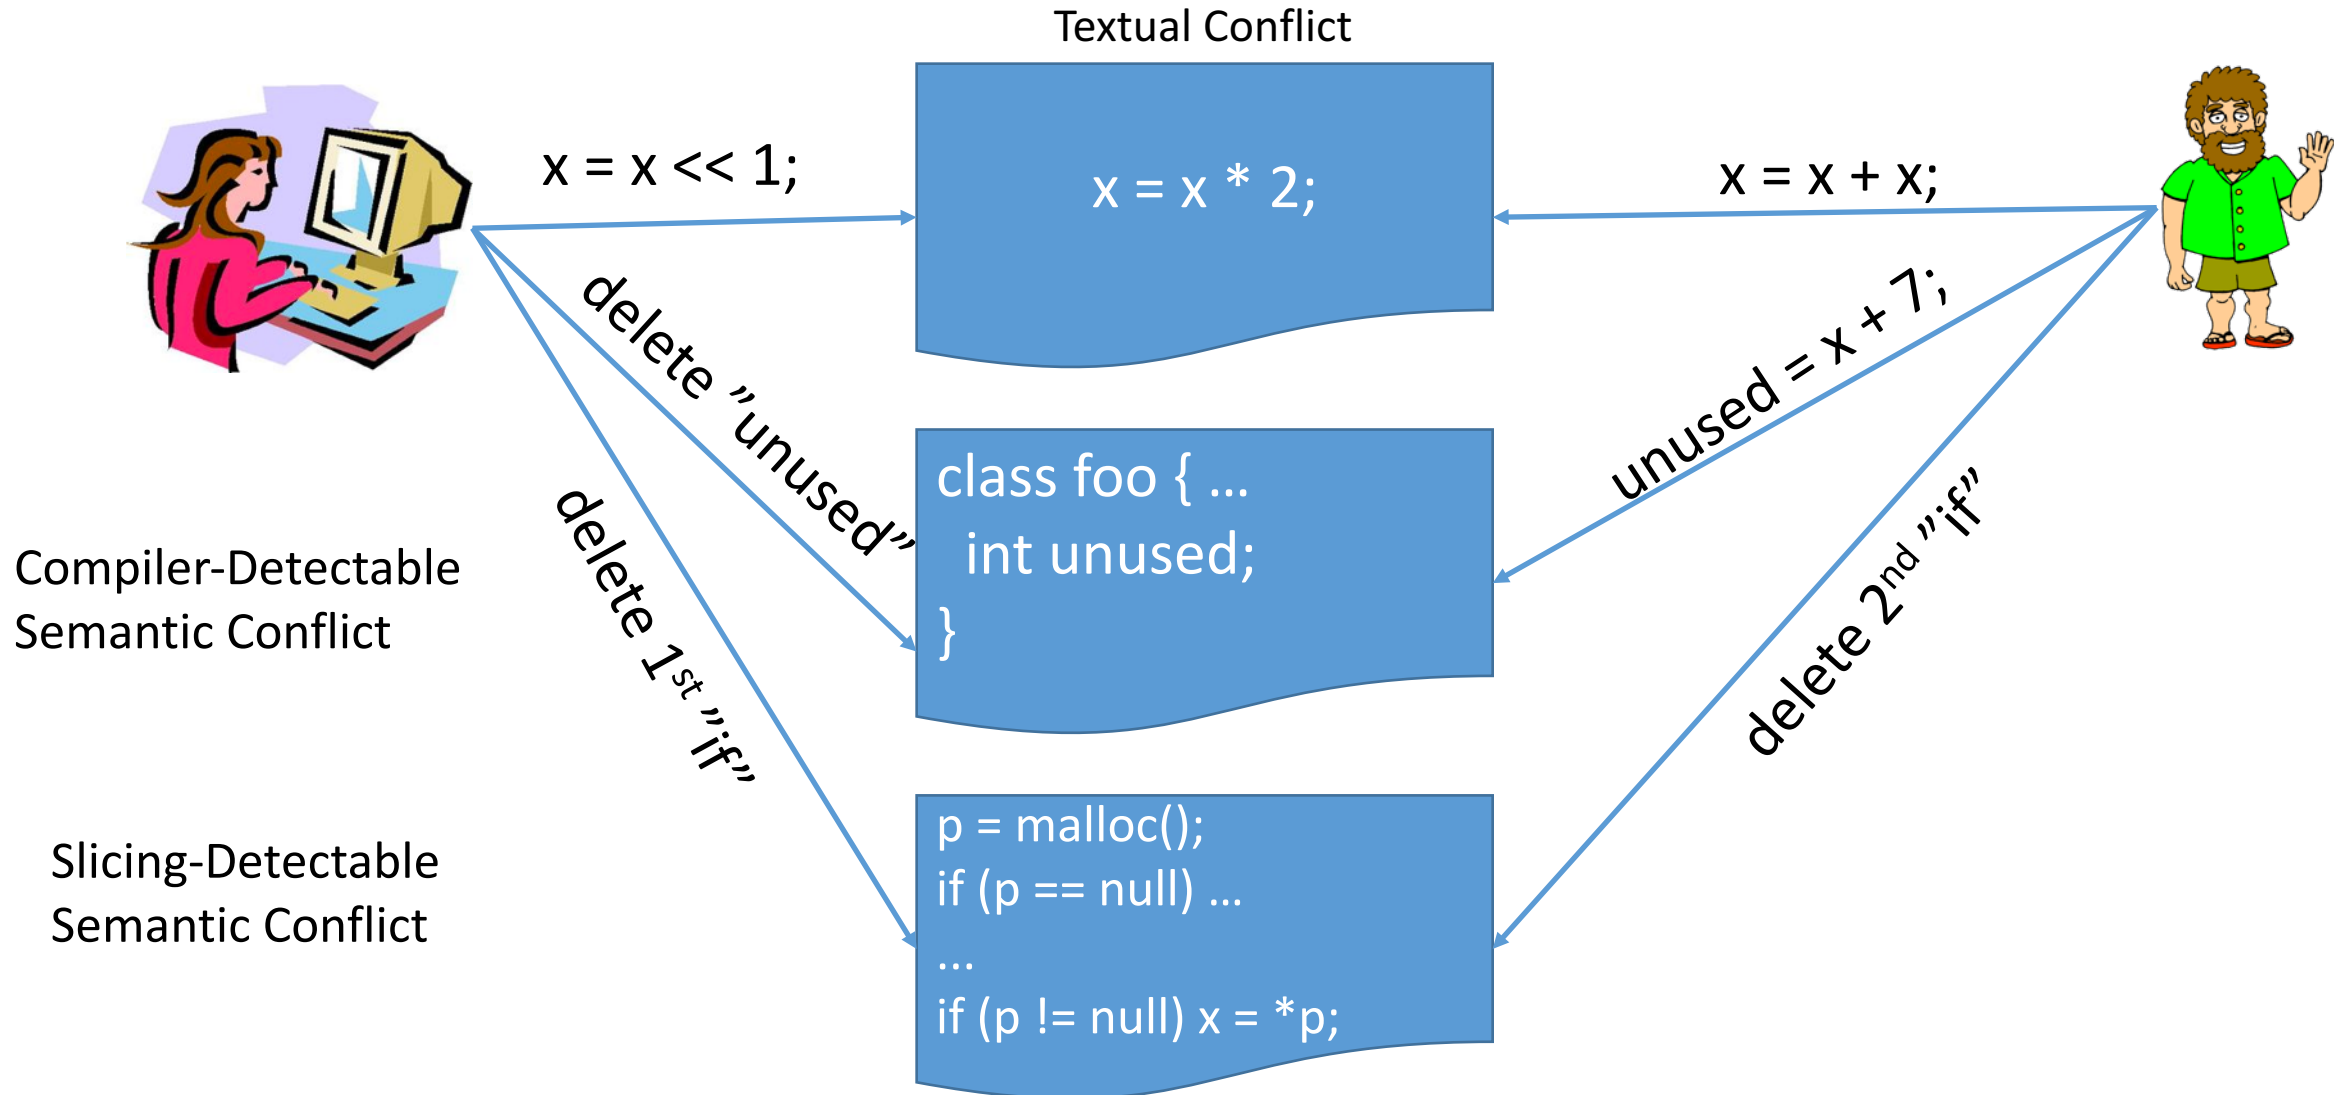 Textual Conflict
x = x << 1;
x = x * 2;
x = x + x;
delete ”unused”
unused = x + 7;
class foo { ...
int unused;
}
Compiler-Detectable
Semantic Conflict
delete 1st ”if”
delete 2nd ”if”
Slicing-Detectable
Semantic Conflict
p = malloc();
if (p == null) ...
...
if (p != null) x = *p;